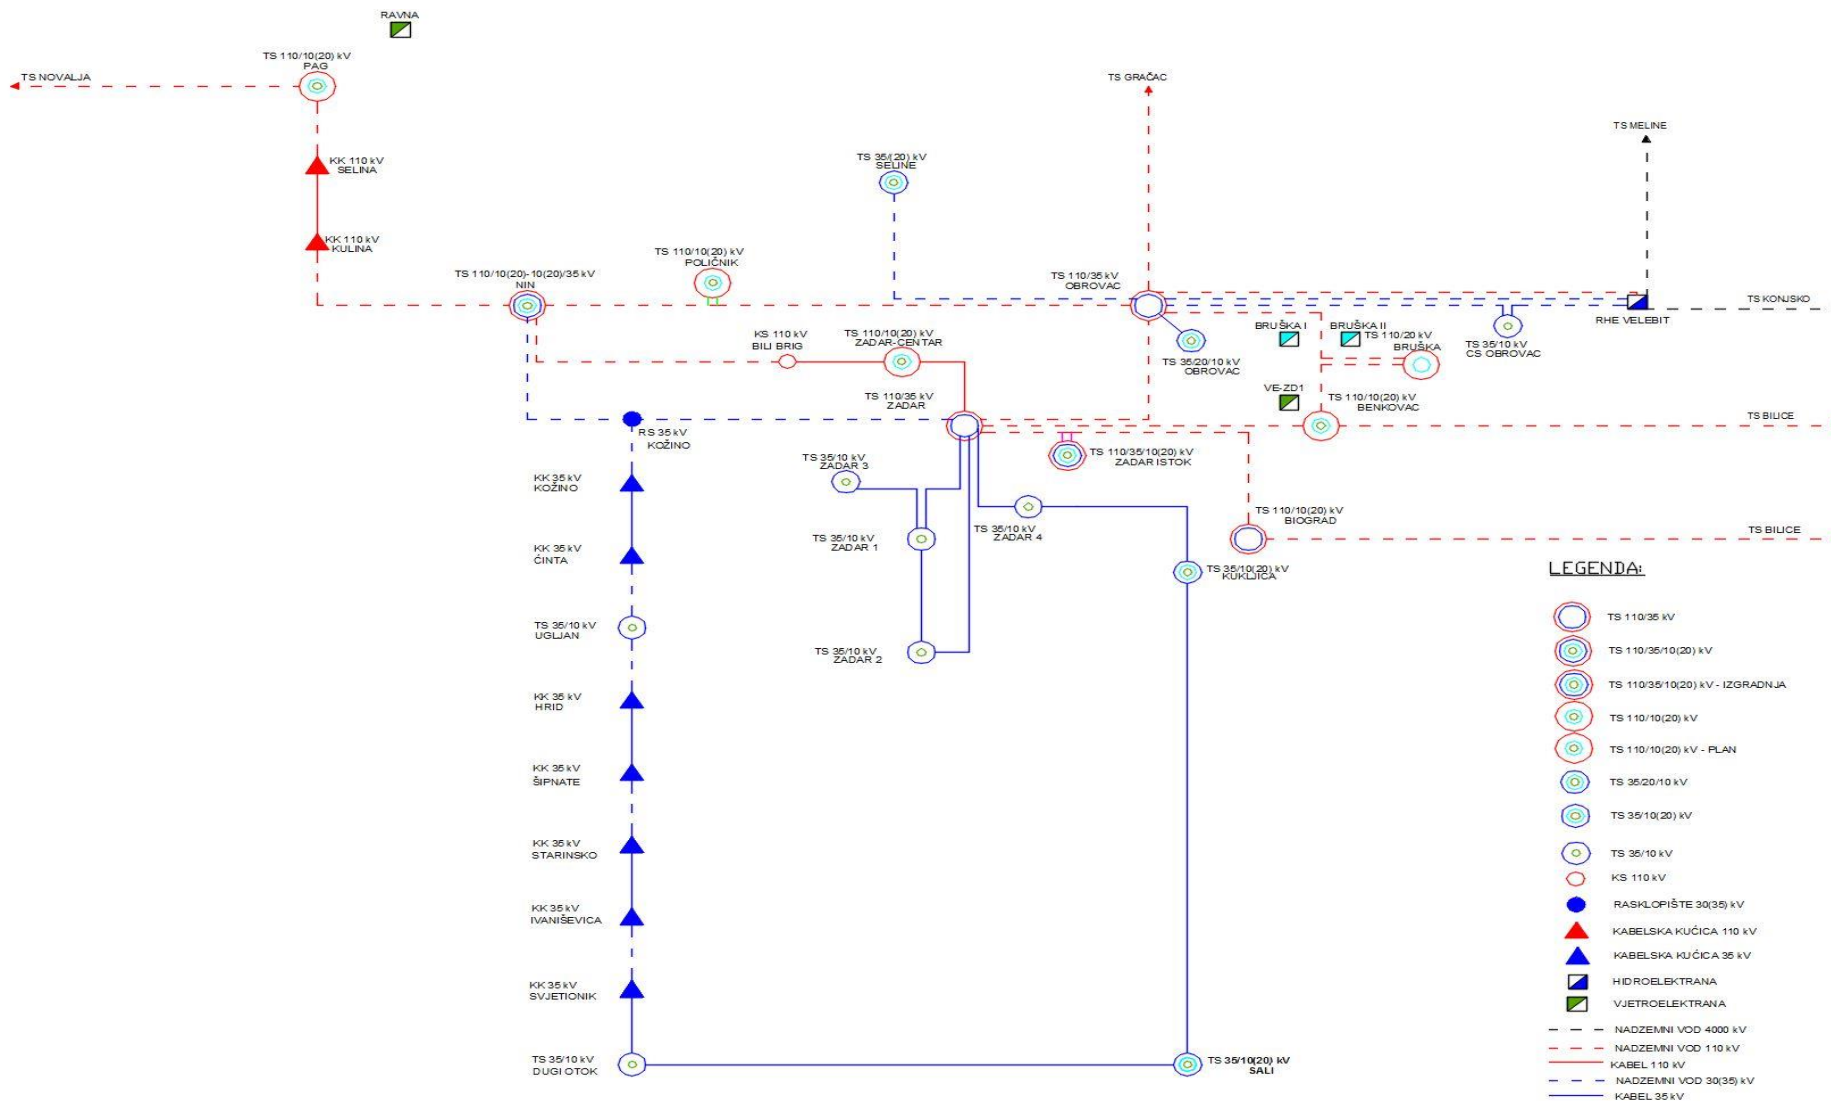 RAVNA
TS 110/10(20) kV
PAG
TS NOVALJA
KK 110 kV
SELINA
KK 110 kV
KULINA
TS 110/10(20)-10(20)/35 kV
NIN
TS 110/10(20) kV
POLIČNIK
TS 35/(20) kV
SELINE
TS GRAČAC
TS MELINE
TS 110/35 kV
OBROVAC
TS KONJSKO
RHE VELEBIT
KS 110 kV
BILI BRIG
TS 110/10(20) kV
ZADAR-CENTAR
TS 35/20/10 kV
OBROVAC
BRUŠKA I
BRUŠKA II
TS 110/20 kV
BRUŠKA
TS 35/10 kV
CS OBROVAC
TS 110/35 kV
ZADAR
VE-ZD1
TS 110/10(20) kV
BENKOVAC
TS BILICE
RS 35 kV
KOŽINO
TS 35/10 kV
ZADAR 3
TS 110/35/10(20) kV
ZADAR ISTOK
KK 35 kV
KOŽINO
TS 35/10 kV
ZADAR 1
TS 35/10 kV
ZADAR 4
TS 110/10(20) kV
BIOGRAD
TS BILICE
KK 35 kV
ĆINTA
TS 35/10(20) kV
KUKLJICA
TS 35/10 kV
UGLJAN
TS 35/10 kV
ZADAR 2
KK 35 kV
HRID
KK 35 kV
ŠIPNATE
KK 35 kV
STARINSKO
KK 35 kV
IVANIŠEVICA
KK 35 kV
SVJETIONIK
TS 35/10 kV
DUGI OTOK
TS 35/10(20) kV
SALI
LEGENDA:
TS 110/35 kV
TS 110/35/10(20) kV
TS 110/35/10(20) kV - IZGRADNJA
TS 110/10(20) kV
TS 110/10(20) kV - PLAN
TS 35/20/10 kV
TS 35/10(20) kV
TS 35/10 kV
KS 110 kV
RASKLOPIŠTE 30(35) kV
KABELSKA KUĆICA 110 kV
KABELSKA KUĆICA 35 kV
HIDROELEKTRANA
VJETROELEKTRANA
NADZEMNI VOD 4000 kV
NADZEMNI VOD 110 kV
KABEL 110 kV
NADZEMNI VOD 30(35) kV
KABEL 35 kV